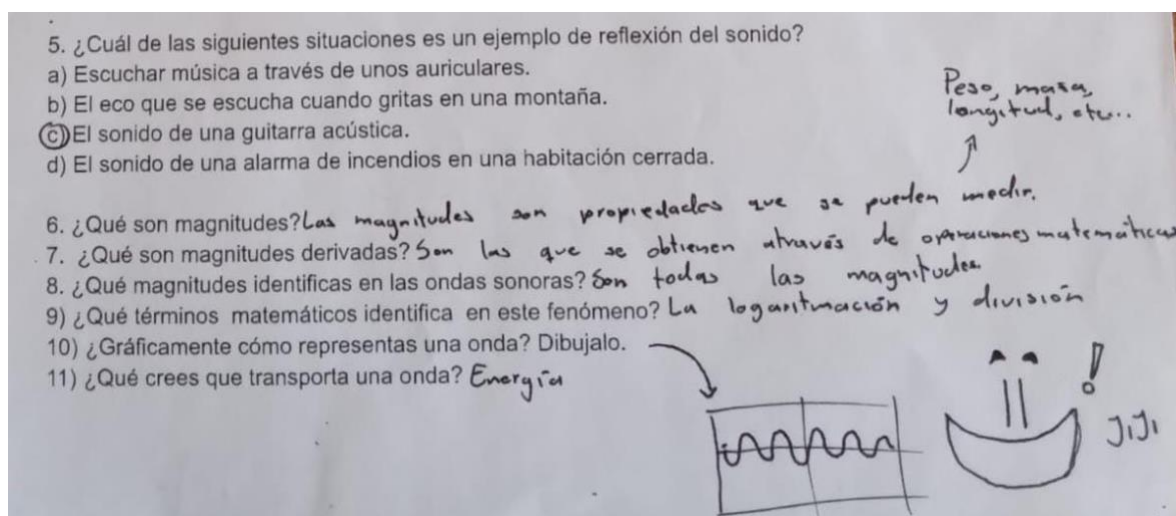 5. ¿Cuál de las siguientes situaciones es un ejemplo de reflexión del sonido?
a) Escuchar música a través de unos auriculares.
b) El eco que se escucha cuando gritas en una montaña.
c) El sonido de una guitarra acústica.
d) El sonido de una alarma de incendios en una habitación cerrada.
Peso, masa,
longitud, etc...
6. ¿Qué son magnitudes? Las magnitudes son propiedades que se pueden medir.
7. ¿Qué son magnitudes derivadas? Son las que se obtienen através de operaciones matemáticas
8. ¿Qué magnitudes identificas en las ondas sonoras? Son todas las magnitudes.
9) ¿Qué términos matemáticos identifica en este fenómeno? La logaritmación y división
10) ¿Gráficamente cómo representas una onda? Dibujalo.
11) ¿Qué crees que transporta una onda? Energía
!
JiJi